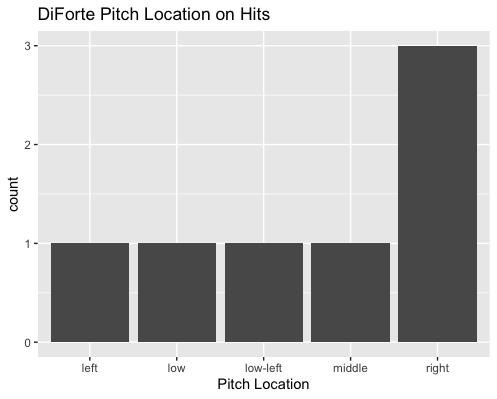 DiForte Pitch Location on Hits
3
2
1
0
count
left low low-left middle right
Pitch Location